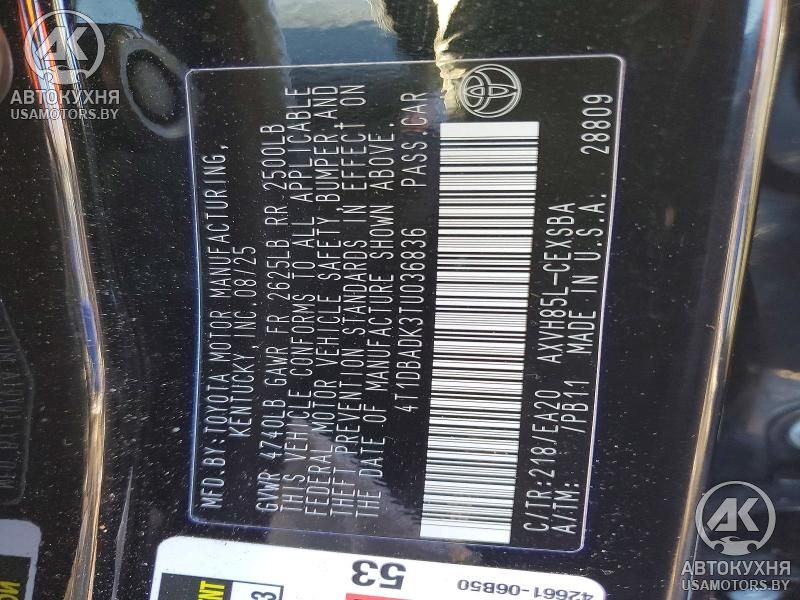 MFD.BY:TOYOTA MOTOR MANUFACTURING,
KENTUCKY, INC. 08/25
GVWR 4740LB GAWR FR 2625LB RR 2500LB
THIS VEHICLE CONFORMS TO ALL APPLICABLE
FEDERAL MOTOR VEHICLE SAFETY, BUMPER AND
THEFT PREVENTION STANDARDS IN EFFECT ON
THE DATE OF MANUFACTURE SHOWN ABOVE.
4T1DBADK3TU036836 PASS CAR
C/TR:218/EA20 AXVH85L-CEXSBA
A/TM: /PB11 MADE IN U.S.A. 28809
53
42661-06B50
АК
АВТОКУХНЯ
USAMOTORS.BY
АК
АВТОКУХНЯ
USAMOTORS.BY